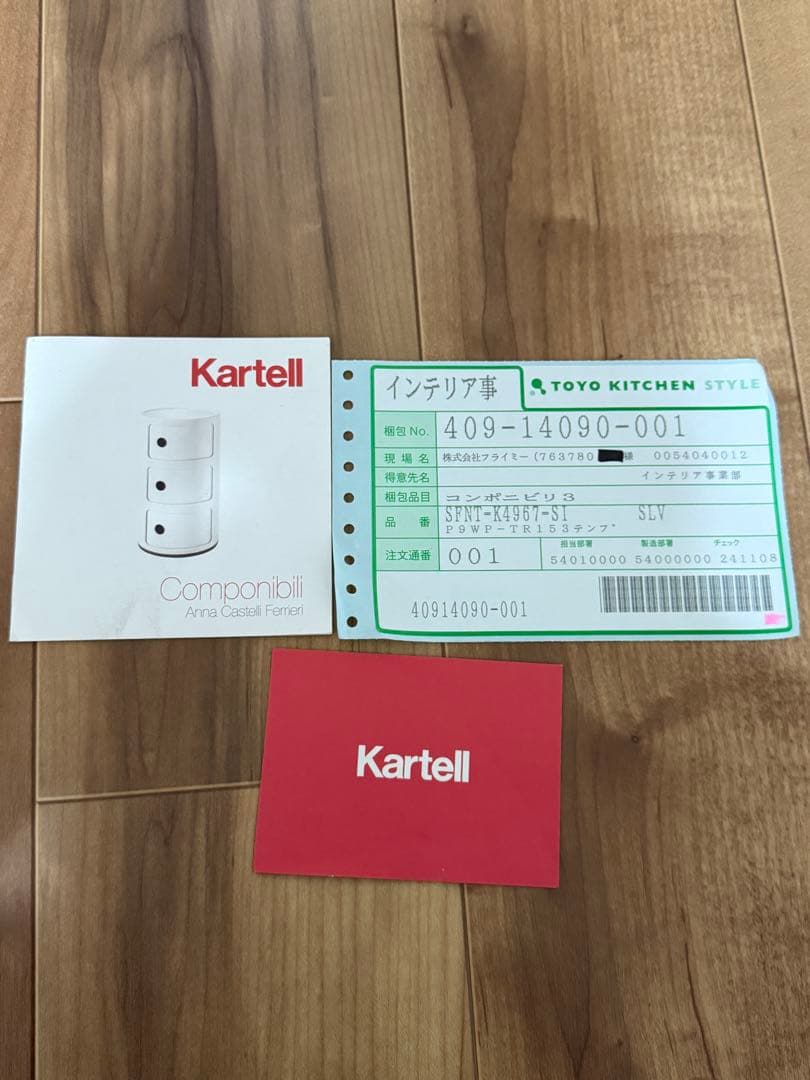 Kartell
Componibili
Anna Castelli Ferrieri
インテリア事
TOYO KITCHEN STYLE
梱包No. 409-14090-001
現場名 株式会社フライミー(763780 様 0054040012
得意先名 インテリア事業部
梱包品目 コンポニビリ3
品番 SFNT-K4967-SI SLV
P9WP-TR153テンプ
担当部署 製造部署 チェック
注文通番 001 54010000 54000000 241108
40914090-001
Kartell